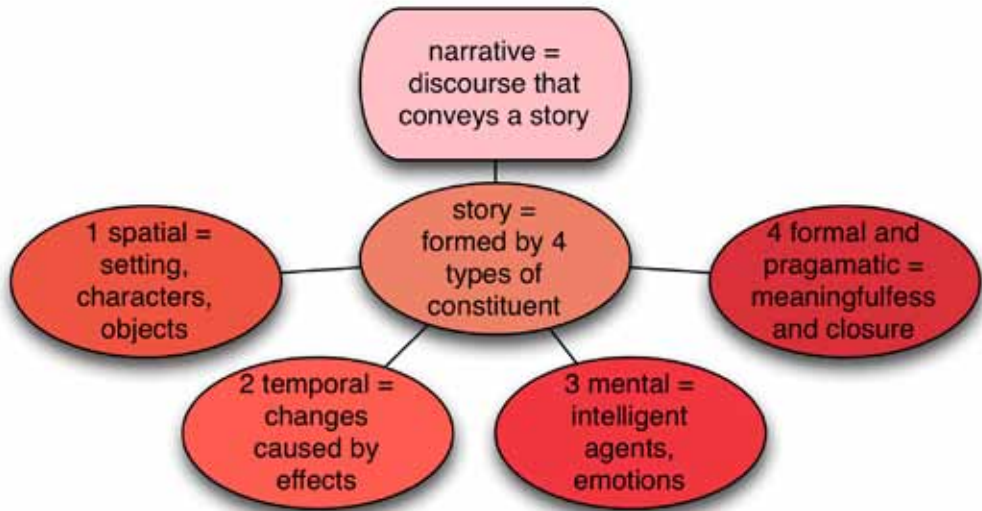 narrative =
discourse that
conveys a story
story =
formed by 4
types of
constituent
1 spatial =
setting,
characters,
objects
2 temporal =
changes
caused by
effects
3 mental =
intelligent
agents,
emotions
4 formal and
pragamatic =
meaningfulfess
and closure